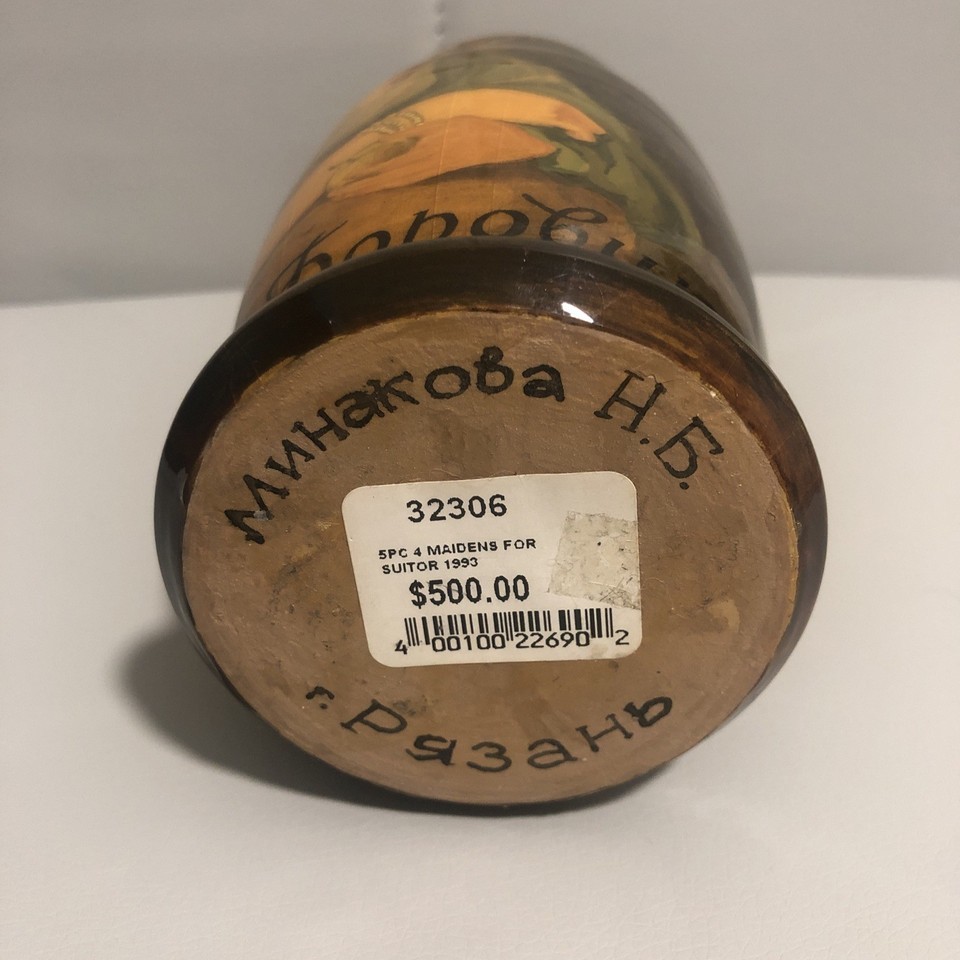 Минакова Н.Б.
32306
5PC 4 MAIDENS FOR
SUITOR 1993
$500.00
4 00100 22690 2
г. Рязань